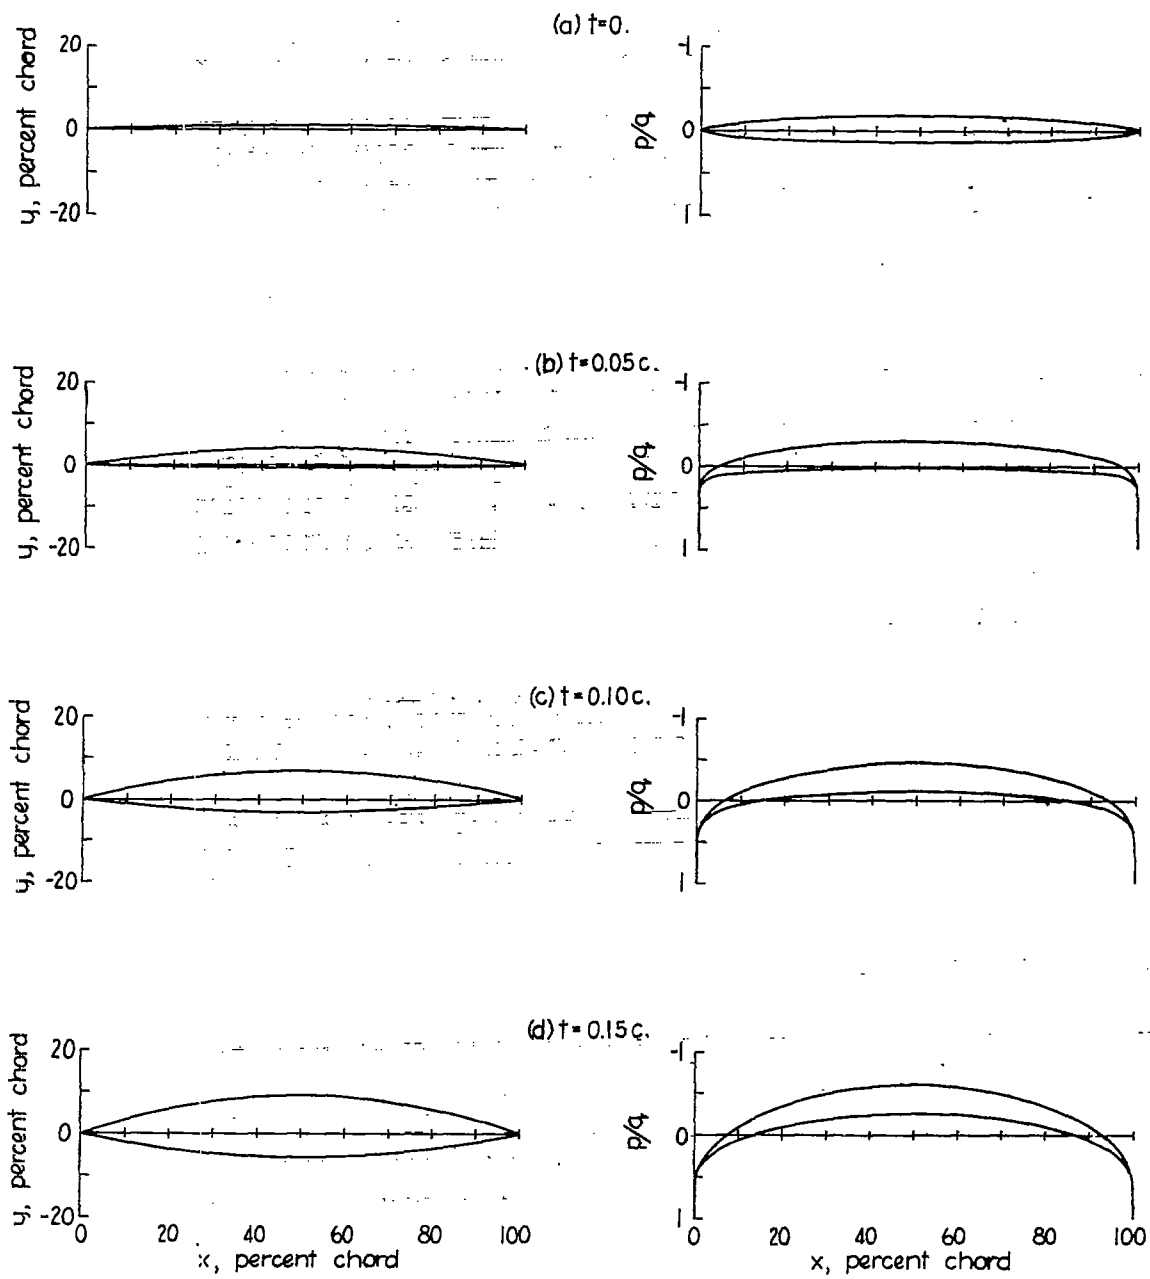 (a) t=0.
y, percent chord
20
0
-20
p/q
-1
0
1
(b) t=0.05c.
y, percent chord
20
0
-20
p/q
-1
0
1
(c) t=0.10c.
y, percent chord
20
0
-20
p/q
-1
0
1
(d) t=0.15c.
y, percent chord
20
0
-20
0 20 40 60 80 100
x, percent chord
p/q
-1
0
1
0 20 40 60 80 100
x, percent chord